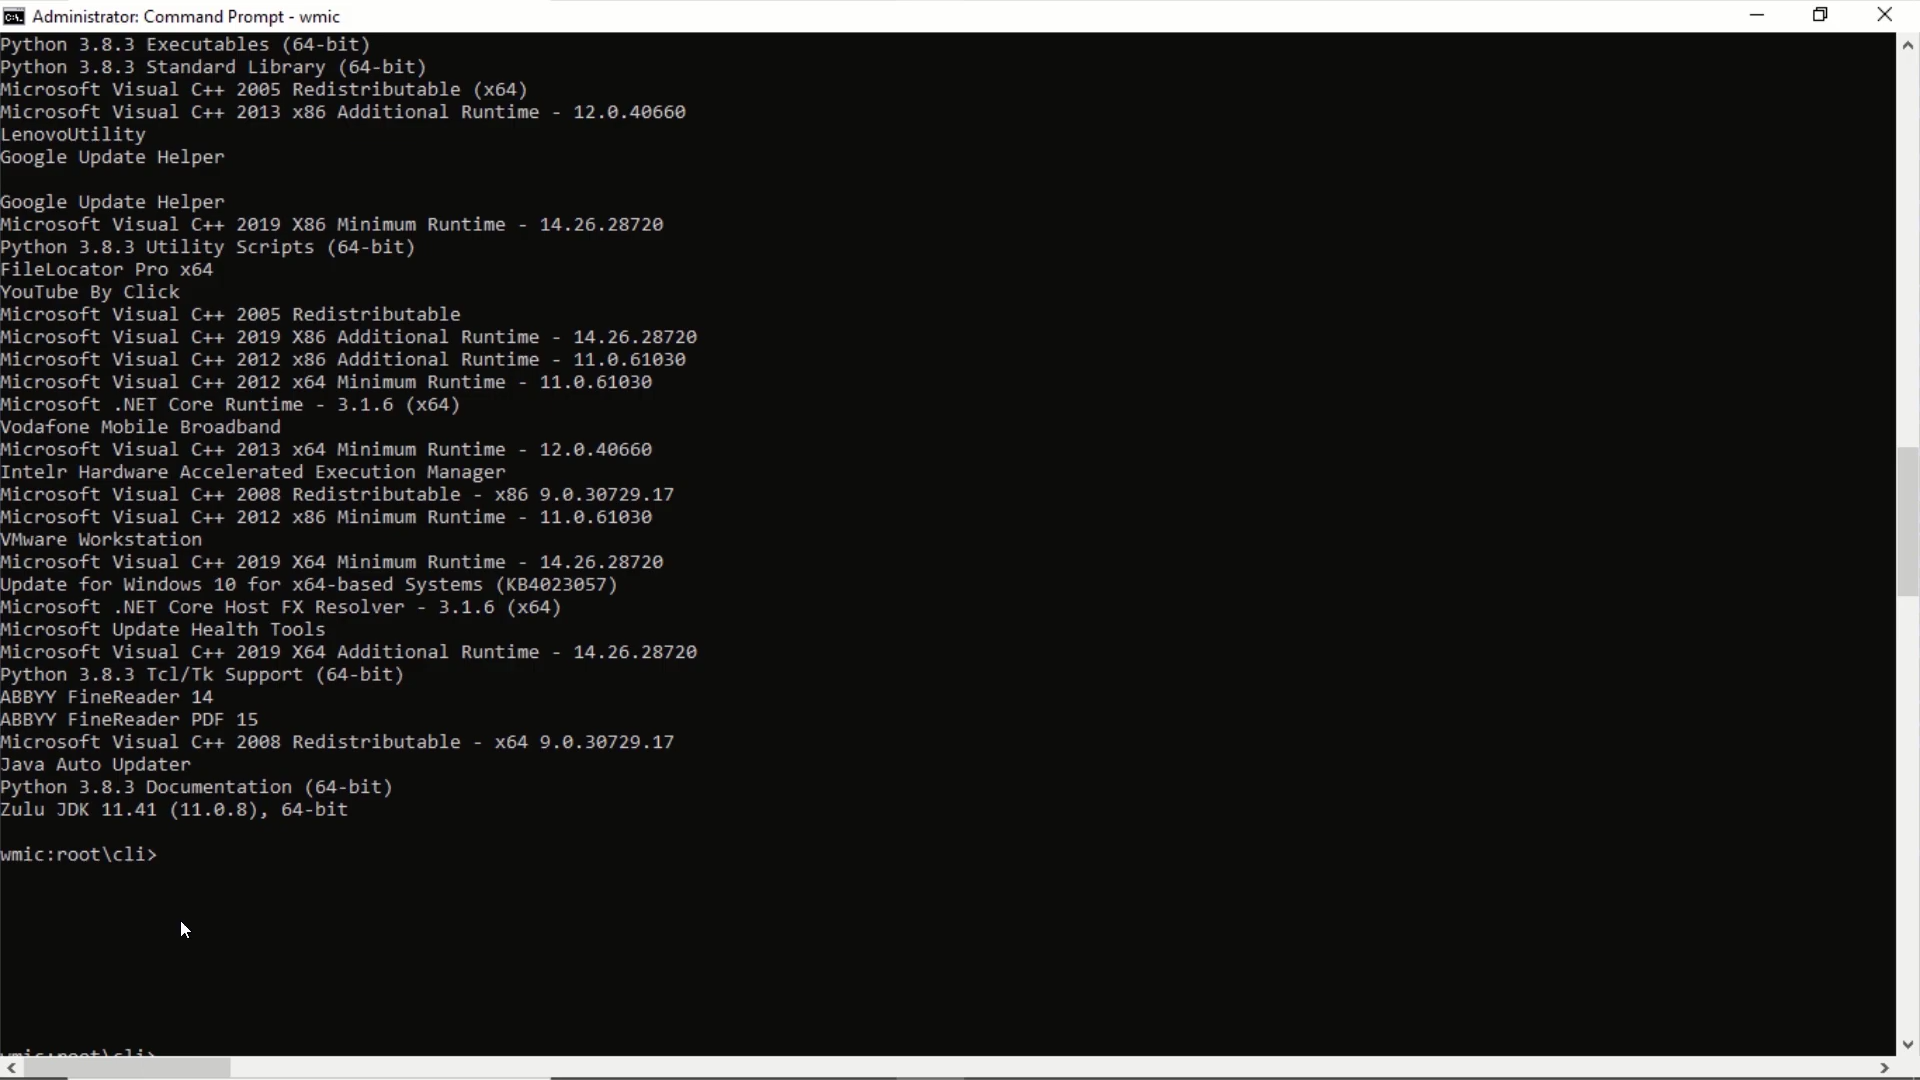 Administrator: Command Prompt - wmic
Python 3.8.3 Executables (64-bit)
Python 3.8.3 Standard Library (64-bit)
Microsoft Visual C++ 2005 Redistributable (x64)
Microsoft Visual C++ 2013 x86 Additional Runtime - 12.0.40660
LenovoUtility
Google Update Helper
Google Update Helper
Microsoft Visual C++ 2019 X86 Minimum Runtime - 14.26.28720
Python 3.8.3 Utility Scripts (64-bit)
FileLocator Pro x64
YouTube By Click
Microsoft Visual C++ 2005 Redistributable
Microsoft Visual C++ 2019 X86 Additional Runtime - 14.26.28720
Microsoft Visual C++ 2012 x86 Additional Runtime - 11.0.61030
Microsoft Visual C++ 2012 x64 Minimum Runtime - 11.0.61030
Microsoft .NET Core Runtime - 3.1.6 (x64)
Vodafone Mobile Broadband
Microsoft Visual C++ 2013 x64 Minimum Runtime - 12.0.40660
Intelr Hardware Accelerated Execution Manager
Microsoft Visual C++ 2008 Redistributable - x86 9.0.30729.17
Microsoft Visual C++ 2012 x86 Minimum Runtime - 11.0.61030
VMware Workstation
Microsoft Visual C++ 2019 X64 Minimum Runtime - 14.26.28720
Update for Windows 10 for x64-based Systems (KB4023057)
Microsoft .NET Core Host FX Resolver - 3.1.6 (x64)
Microsoft Update Health Tools
Microsoft Visual C++ 2019 X64 Additional Runtime - 14.26.28720
Python 3.8.3 Tcl/Tk Support (64-bit)
ABBYY FineReader 14
ABBYY FineReader PDF 15
Microsoft Visual C++ 2008 Redistributable - x64 9.0.30729.17
Java Auto Updater
Python 3.8.3 Documentation (64-bit)
Zulu JDK 11.41 (11.0.8), 64-bit
wmic:root\cli>
wmic:root\cli>